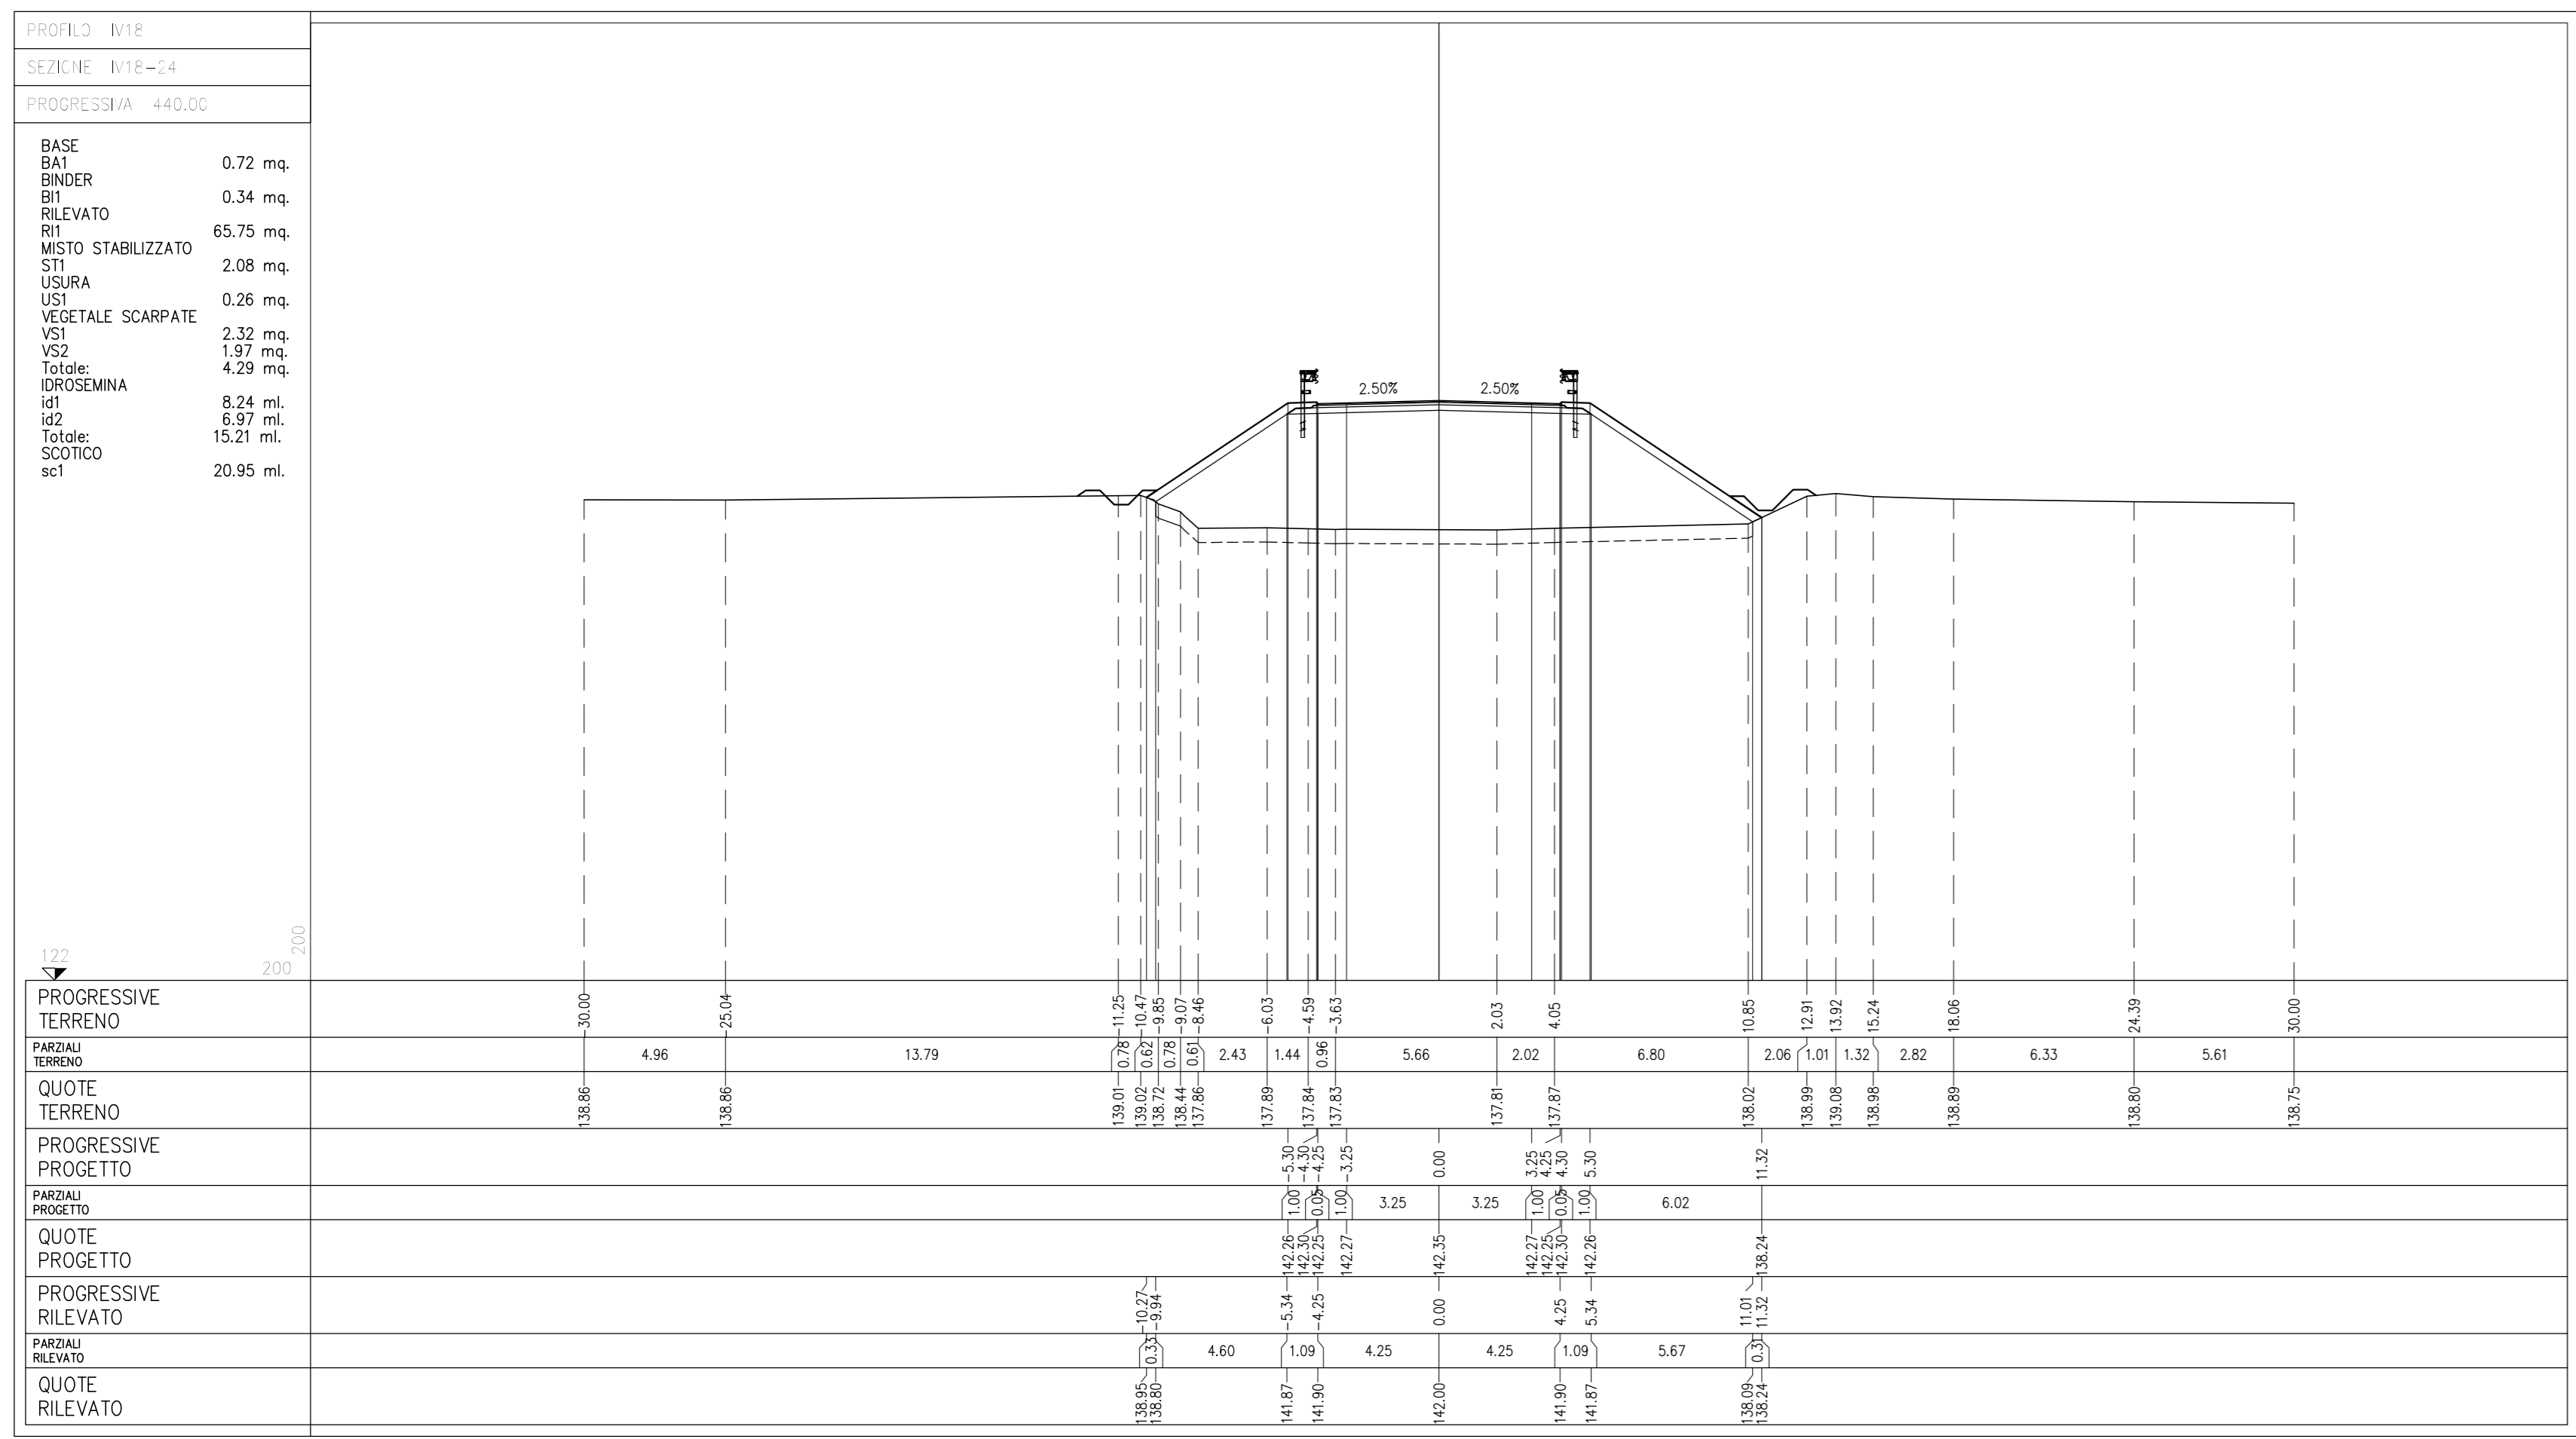 PROFILO IV18
SEZIONE IV18-24
PROGRESSIVA 440.00
BASE
BA1 0.72 mq.
BINDER
BI1 0.34 mq.
RILEVATO
RI1 65.75 mq.
MISTO STABILIZZATO
ST1 2.08 mq.
USURA
US1 0.26 mq.
VEGETALE SCARPATE
VS1 2.32 mq.
VS2 1.97 mq.
Totale: 4.29 mq.
IDROSEMINA
id1 8.24 ml.
id2 6.97 ml.
Totale: 15.21 ml.
SCOTICO
sc1 20.95 ml.
2.50% 2.50%
122 200 200
PROGRESSIVE
TERRENO
-30.00 -25.04 -11.25 -10.47 -9.85 -9.07 -8.46 -6.03 -4.59 -3.63 2.03 4.05 10.85 12.91 13.92 15.24 18.06 24.39 30.00
PARZIALI
TERRENO
4.96 13.79 0.78 0.62 0.78 0.61 2.43 1.44 0.96 5.66 2.02 6.80 2.06 1.01 1.32 2.82 6.33 5.61
QUOTE
TERRENO
138.86 138.86 139.01 139.02 138.72 138.44 137.86 137.89 137.84 137.83 137.81 137.87 138.02 138.99 139.08 138.98 138.89 138.80 138.75
PROGRESSIVE
PROGETTO
-5.30 -4.30 -4.25 -3.25 0.00 3.25 4.25 4.30 5.30 11.32
PARZIALI
PROGETTO
1.00 0.05 1.00 3.25 3.25 1.00 0.05 1.00 6.02
QUOTE
PROGETTO
142.26 142.30 142.25 142.27 142.35 142.27 142.25 142.30 142.26 138.24
PROGRESSIVE
RILEVATO
-10.27 -9.94 -5.34 -4.25 0.00 4.25 5.34 11.01 11.32
PARZIALI
RILEVATO
0.33 4.60 1.09 4.25 4.25 1.09 5.67 0.31
QUOTE
RILEVATO
138.95 138.80 141.87 141.90 142.00 141.90 141.87 138.09 138.24